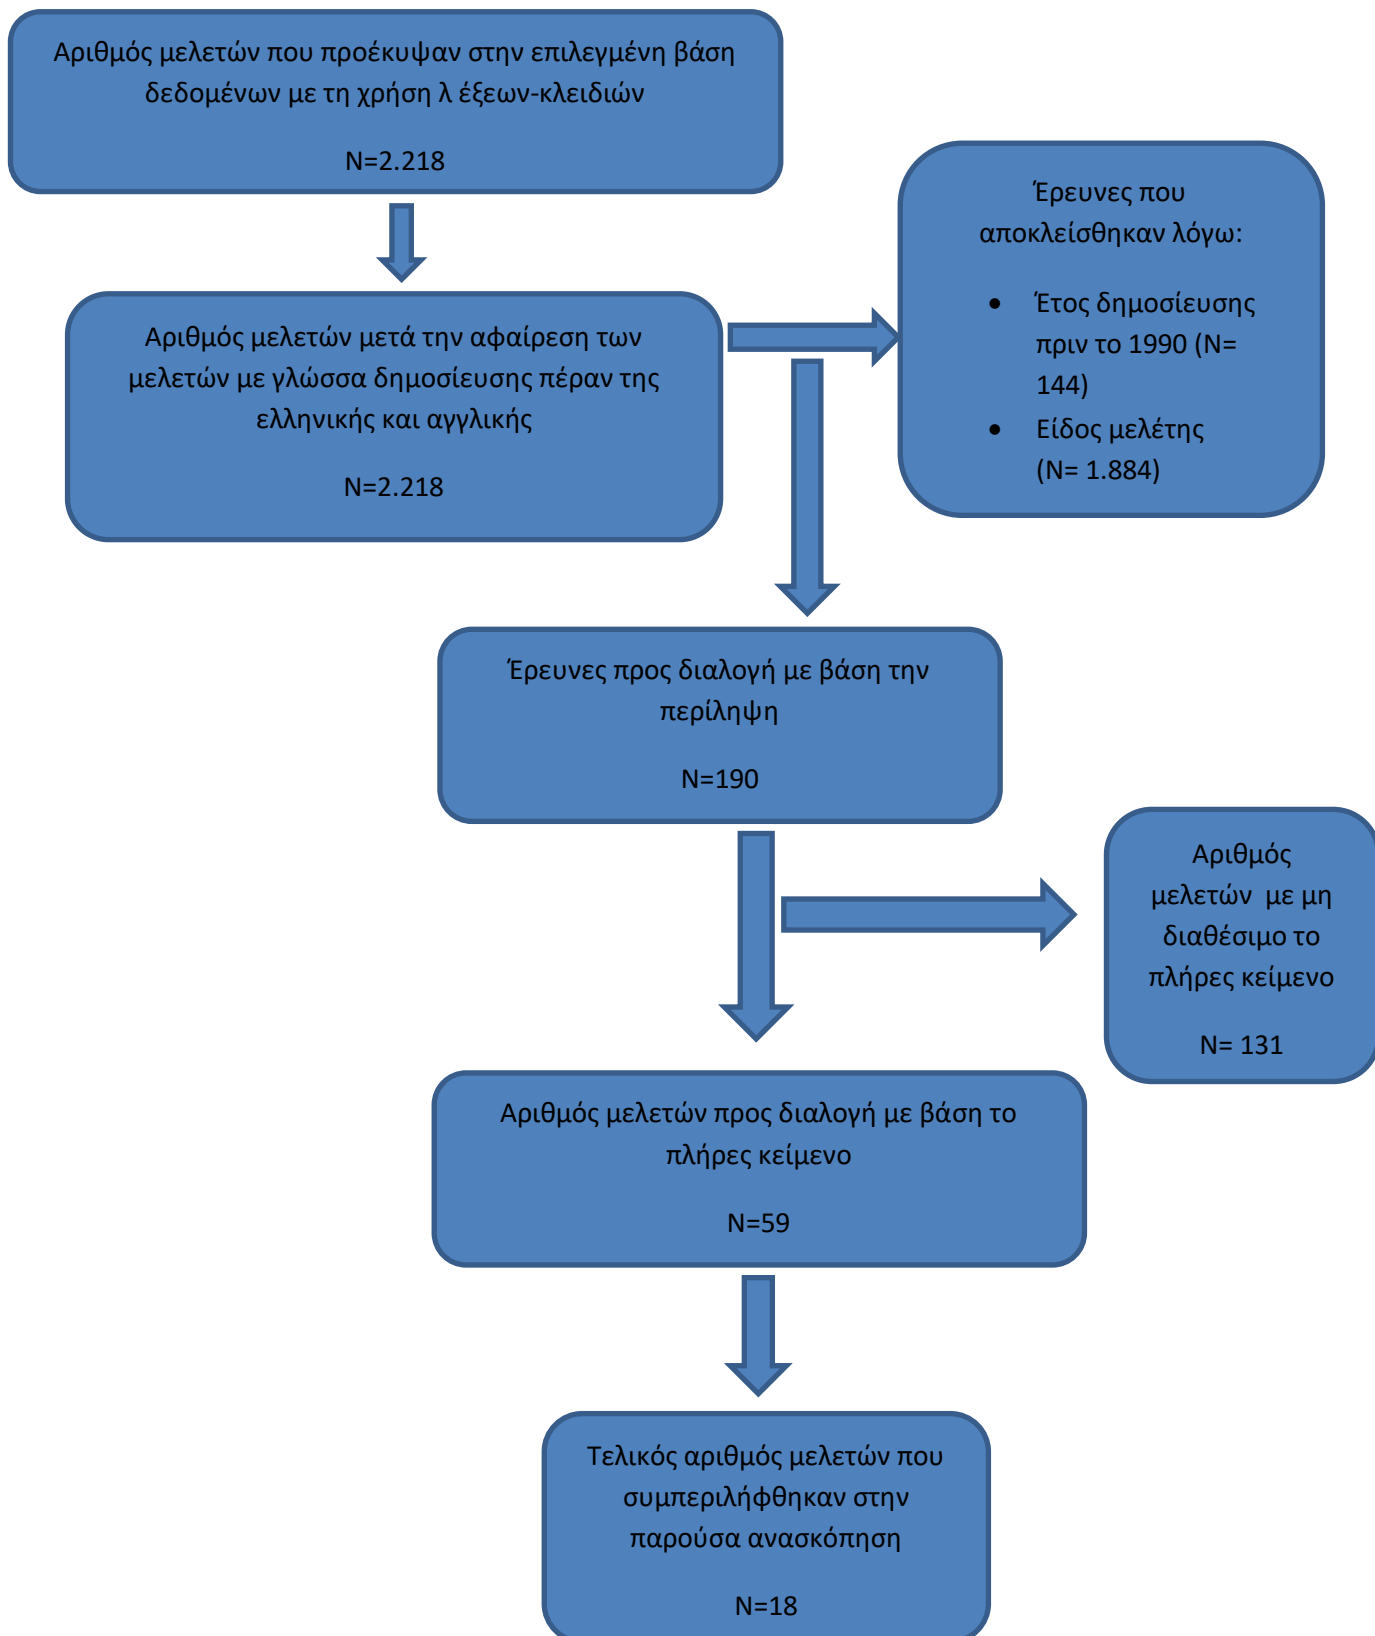 Αριθμός μελετών που προέκυψαν στην επιλεγμένη βάση
δεδομένων με τη χρήση λ έξεων-κλειδιών
N=2.218
Έρευνες που
αποκλείσθηκαν λόγω:
• Έτος δημοσίευσης
πριν το 1990 (N=
144)
• Είδος μελέτης
(N= 1.884)
Αριθμός μελετών μετά την αφαίρεση των
μελετών με γλώσσα δημοσίευσης πέραν της
ελληνικής και αγγλικής
N=2.218
Έρευνες προς διαλογή με βάση την
περίληψη
N=190
Αριθμός
μελετών  με μη
διαθέσιμο το
πλήρες κείμενο
N= 131
Αριθμός μελετών προς διαλογή με βάση το
πλήρες κείμενο
N=59
Τελικός αριθμός μελετών που
συμπεριλήφθηκαν στην
παρούσα ανασκόπηση
N=18